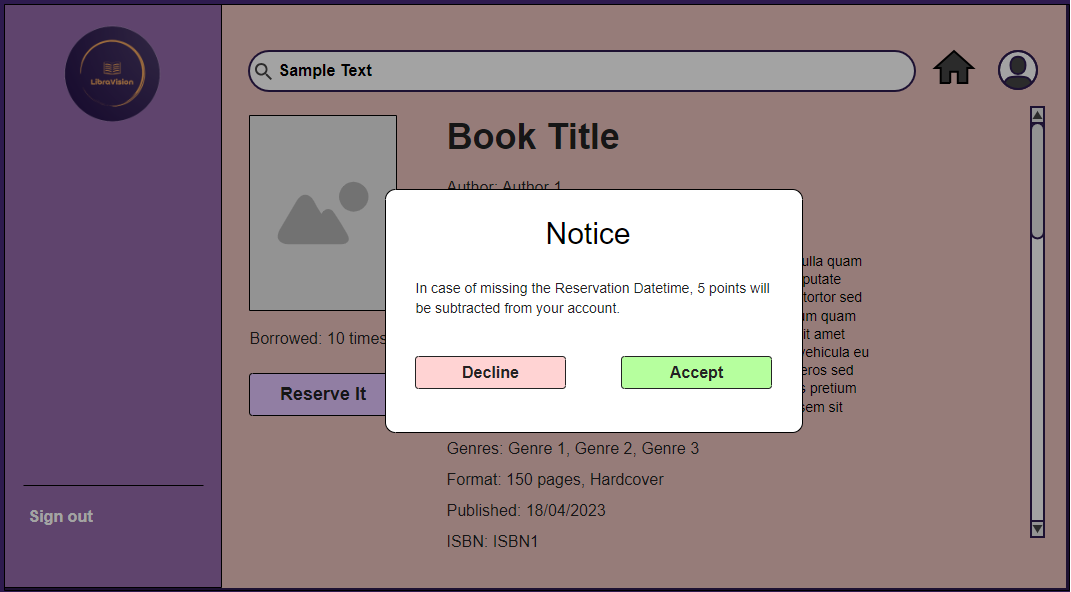 LibraVision
Sample Text
Book Title
Author: Author 1
Notice
In case of missing the Reservation Datetime, 5 points will
be subtracted from your account.
Decline
Accept
ulla quam
putate
tortor sed
um quam
it amet
vehicula eu
eros sed
s pretium
sem sit
Borrowed: 10 times
Reserve It
Genres: Genre 1, Genre 2, Genre 3
Format: 150 pages, Hardcover
Published: 18/04/2023
ISBN: ISBN1
Sign out